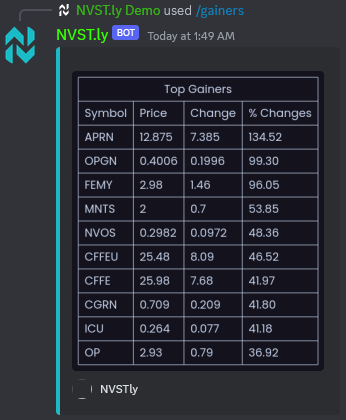 NVST.ly Demo used /gainers
NVST.ly BOT Today at 1:49 AM
Top Gainers
Symbol Price Change % Changes
APRN 12.875 7.385 134.52
OPGN 0.4006 0.1996 99.30
FEMY 2.98 1.46 96.05
MNTS 2 0.7 53.85
NVOS 0.2982 0.0972 48.36
CFFEU 25.48 8.09 46.52
CFFE 25.98 7.68 41.97
CGRN 0.709 0.209 41.80
ICU 0.264 0.077 41.18
OP 2.93 0.79 36.92
NVSTly